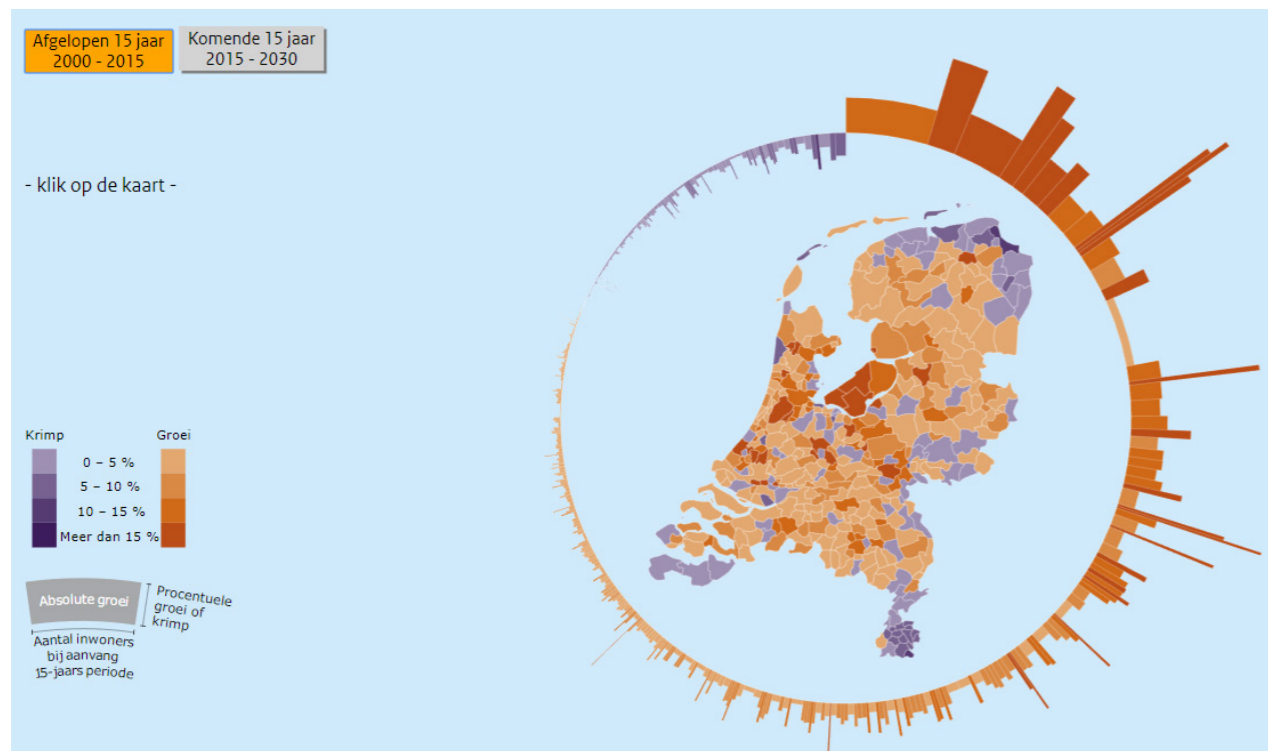 Afgelopen 15 jaar
2000 - 2015
Komende 15 jaar
2015 - 2030
- klik op de kaart -
Krimp
Groei
0 – 5 %
5 – 10 %
10 – 15 %
Meer dan 15 %
Absolute groei
Procentuele
groei of
krimp
Aantal inwoners
bij aanvang
15-jaars periode